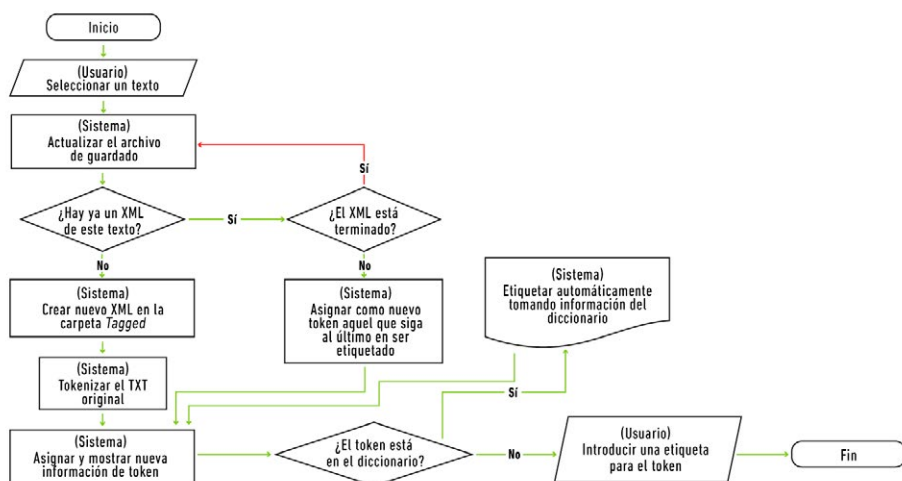 Inicio
(Usuario)
Seleccionar un texto
(Sistema)
Actualizar el archivo
de guardado
Sí
¿Hay ya un XML
de este texto?
Sí
¿El XML está
terminado?
No
No
(Sistema)
Crear nuevo XML en la
carpeta Tagged
(Sistema)
Asignar como nuevo
token aquel que siga
al último en ser
etiquetado
(Sistema)
Etiquetar automáticamente
tomando información del
diccionario
(Sistema)
Tokenizar el TXT
original
Sí
(Sistema)
Asignar y mostrar nueva
información de token
¿El token está
en el diccionario?
No
(Usuario)
Introducir una etiqueta
para el token
Fin